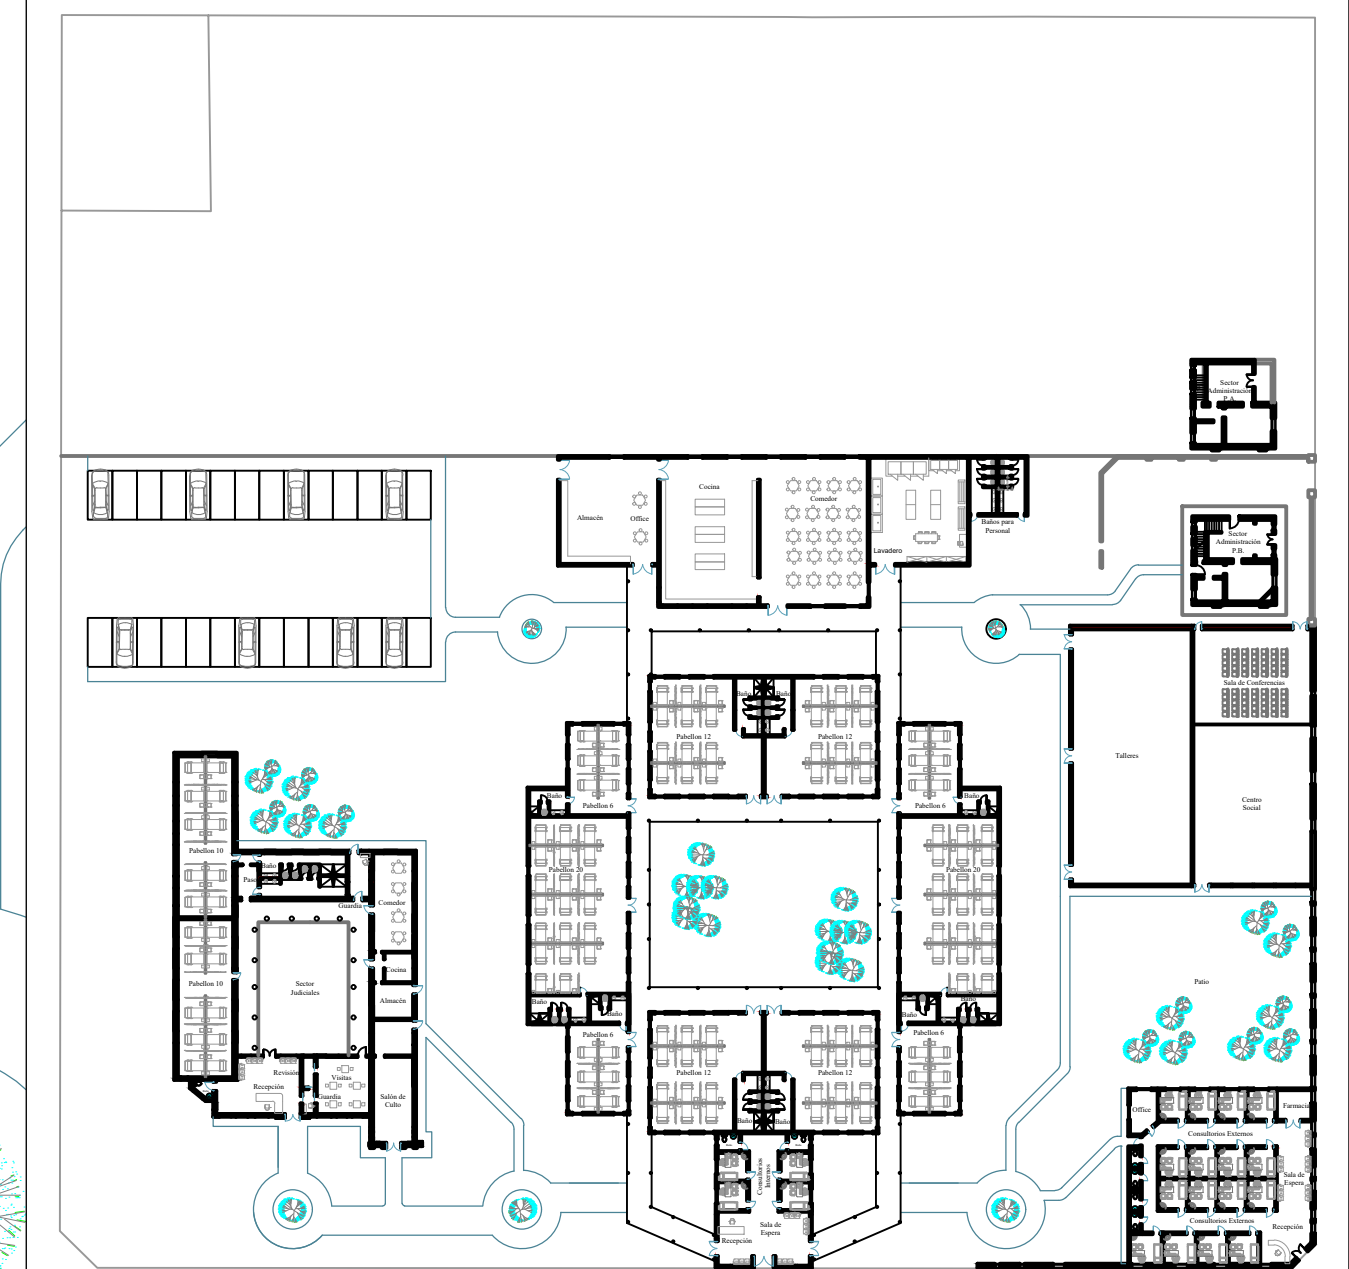 Sector
Administración
P.A.
Cocina
Comedor
Almacén
Office
Baños para
Personal
Lavadero
Sector
Administración
P.B.
Sala de Conferencias
Baño
Baño
Pabellon 12
Pabellon 12
Talleres
Baño
Pabellon 6
Baño
Pabellon 6
Centro
Social
Pabellon 10
Baño
Paso
Pabellon 20
Pabellon 20
Guardia
Comedor
Cocina
Pabellon 10
Sector
Judiciales
Almacén
Patio
Baño
Baño
Baño
Baño
Pabellon 6
Pabellon 6
Revisión
Visitas
Recepción
Guardia
Salón de
Culto
Pabellon 12
Pabellon 12
Baño
Baño
Office
Farmacia
Consultorios Externos
Consultorios
Internos
Sala de
Espera
Sala de
Espera
Recepción
Consultorios Externos
Recepción